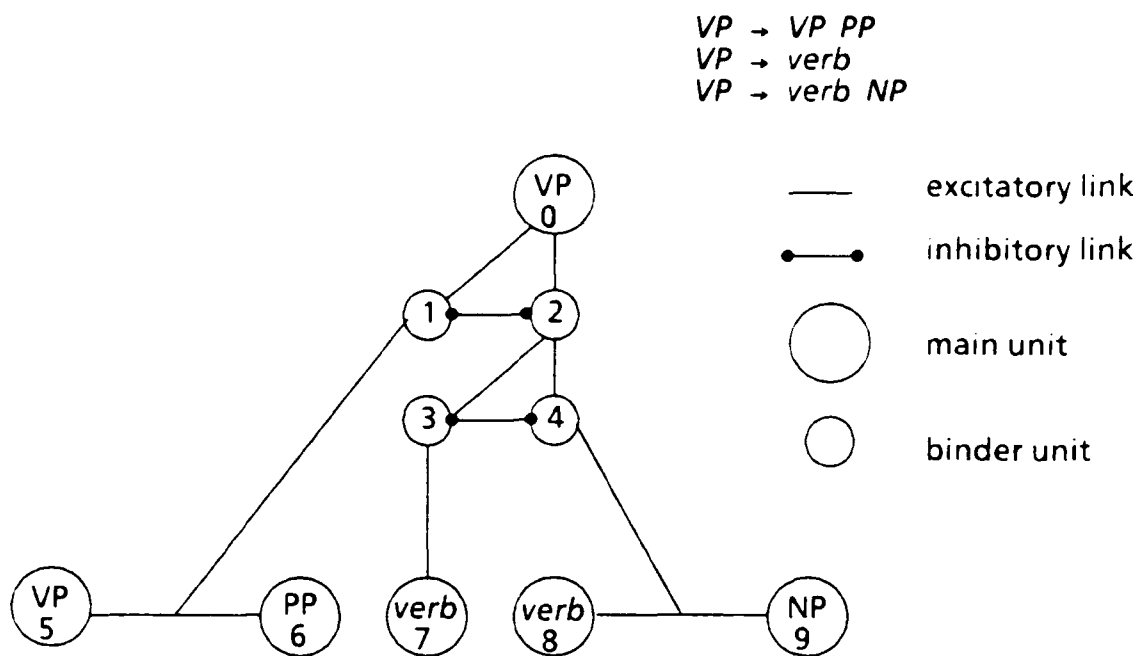 VP → VP PP
VP → verb
VP → verb NP
VP
0
excitatory link
inhibitory link
1
2
main unit
3
4
binder unit
VP
5
PP
6
verb
7
verb
8
NP
9